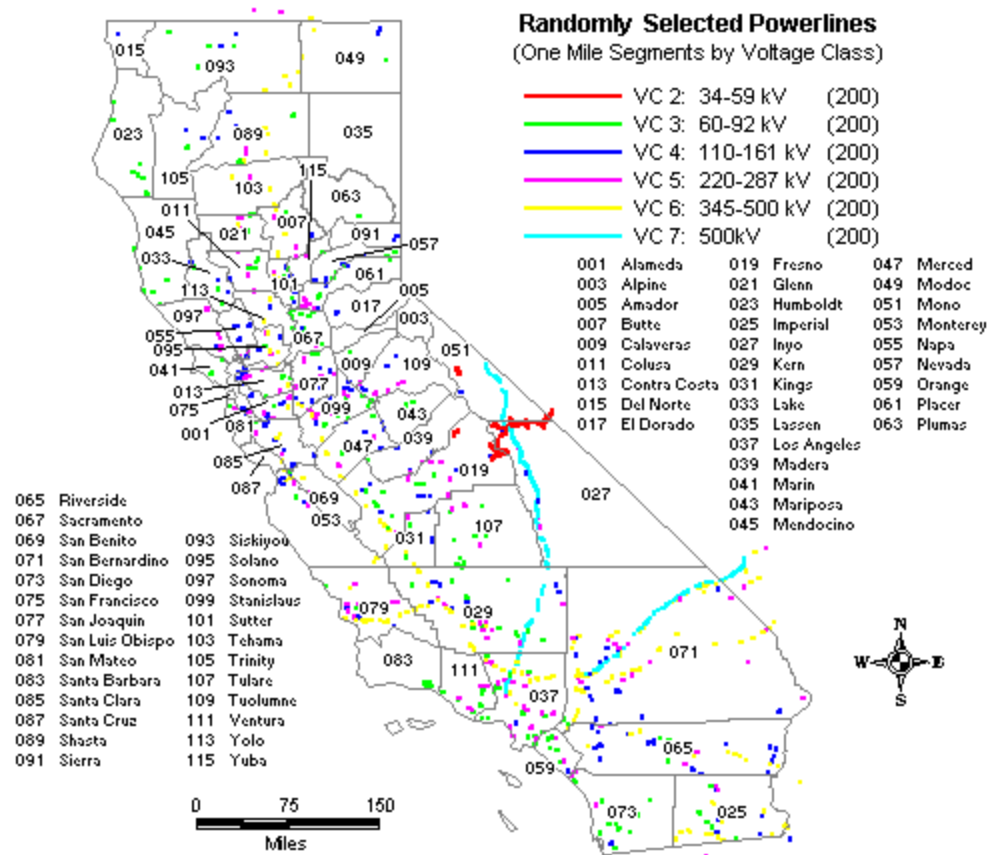 Randomly Selected Powerlines
(One Mile Segments by Voltage Class)
VC 2: 34-59 kV (200)
VC 3: 60-92 kV (200)
VC 4: 110-161 kV (200)
VC 5: 220-287 kV (200)
VC 6: 345-500 kV (200)
VC 7: 500kV (200)
001 Alameda
003 Alpine
005 Amador
007 Butte
009 Calaveras
011 Colusa
013 Contra Costa
015 Del Norte
017 El Dorado
019 Fresno
021 Glenn
023 Humboldt
025 Imperial
027 Inyo
029 Kern
031 Kings
033 Lake
035 Lassen
037 Los Angeles
039 Madera
041 Marin
043 Mariposa
045 Mendocino
047 Merced
049 Modoc
051 Mono
053 Monterey
055 Napa
057 Nevada
059 Orange
061 Placer
063 Plumas
065 Riverside
067 Sacramento
069 San Benito
071 San Bernardino
073 San Diego
075 San Francisco
077 San Joaquin
079 San Luis Obispo
081 San Mateo
083 Santa Barbara
085 Santa Clara
087 Santa Cruz
089 Shasta
091 Sierra
093 Siskiyou
095 Solano
097 Sonoma
099 Stanislaus
101 Sutter
103 Tehama
105 Trinity
107 Tulare
109 Tuolumne
111 Ventura
113 Yolo
115 Yuba
015
093
049
023
089
035
105
103
115
063
011
045
021
007
091
057
033
101
061
113
017
005
097
003
055
067
095
051
041
009
109
013
077
075
099
043
001
081
047
039
085
019
087
069
027
053
031
107
079
029
083
111
037
071
065
059
073
025
N
W E
S
0 75 150
Miles